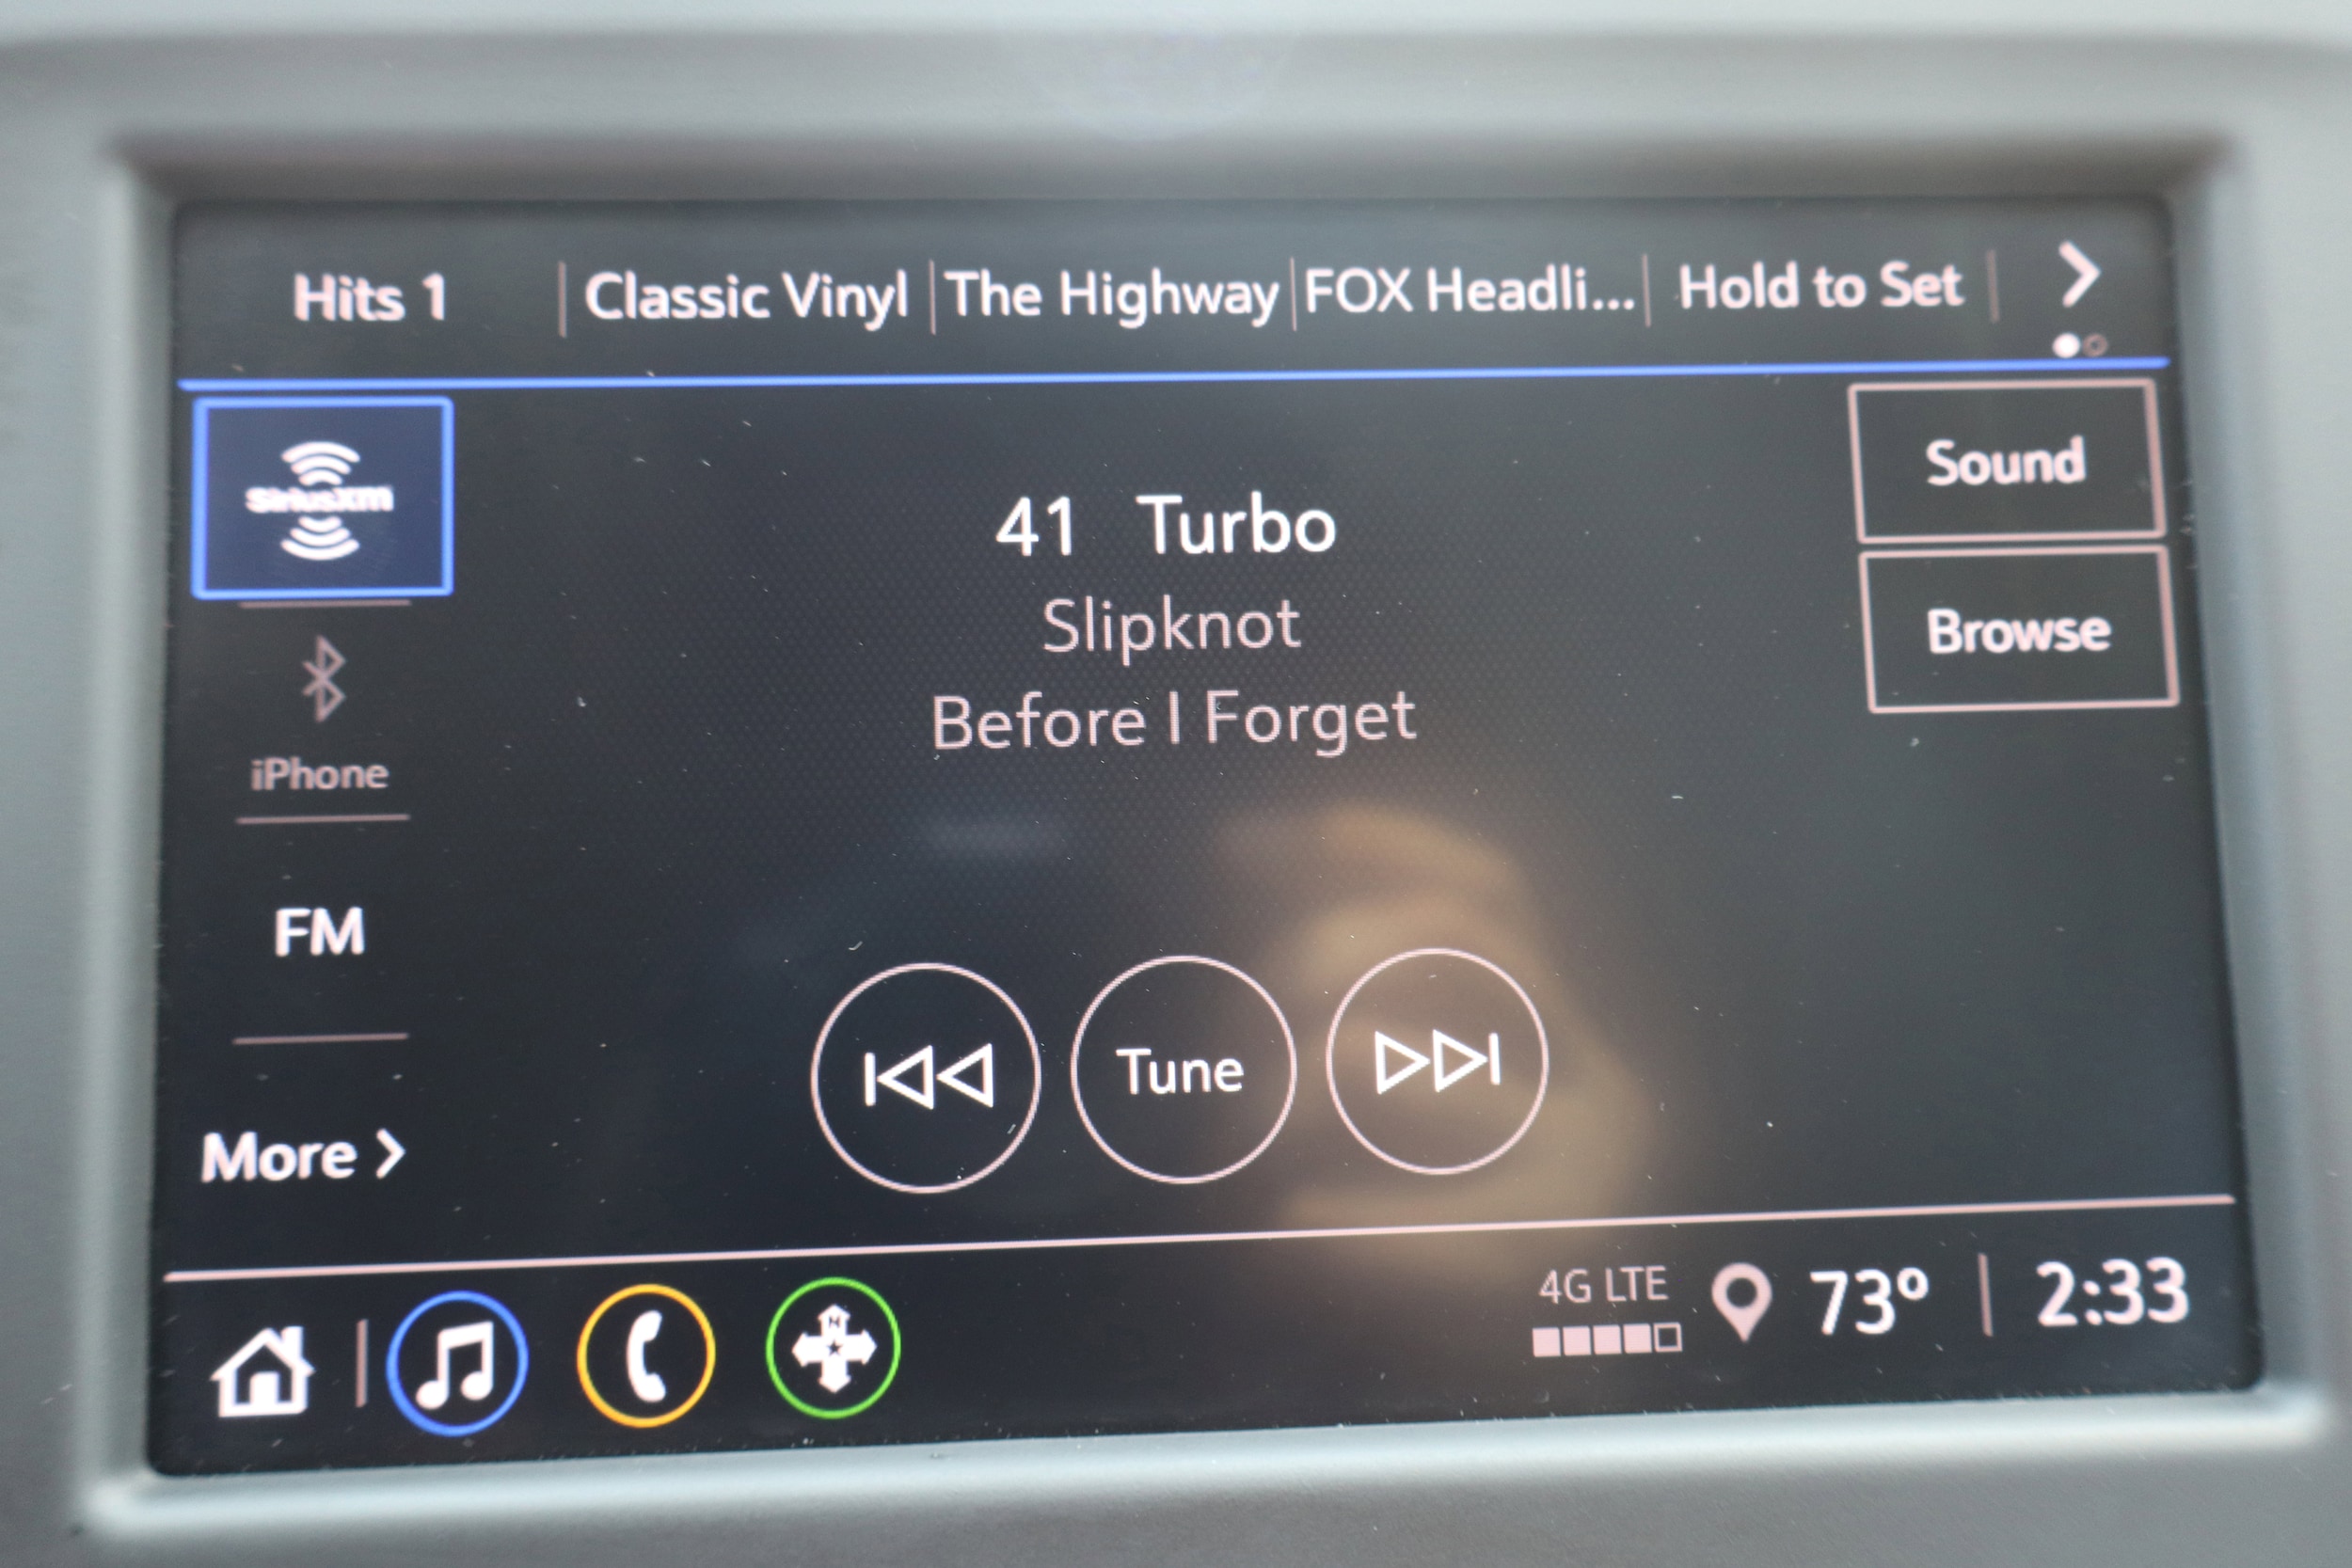 Hits 1 Classic Vinyl The Highway FOX Headli... Hold to Set
SiriusXM
41 Turbo
Slipknot
Before I Forget
Sound
Browse
iPhone
FM
More
Tune
N
4G LTE
73°
2:33